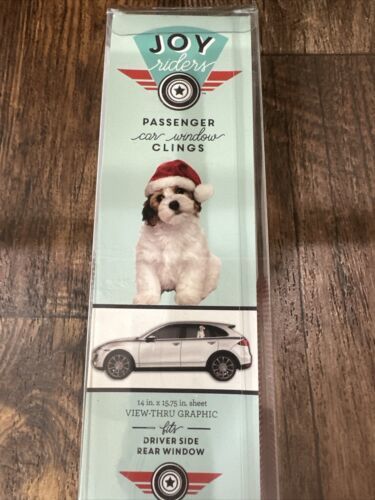 JOY
riders
PASSENGER
car window
CLINGS
14 in. x 15.75 in. sheet
VIEW-THRU GRAPHIC
fits
DRIVER SIDE
REAR WINDOW